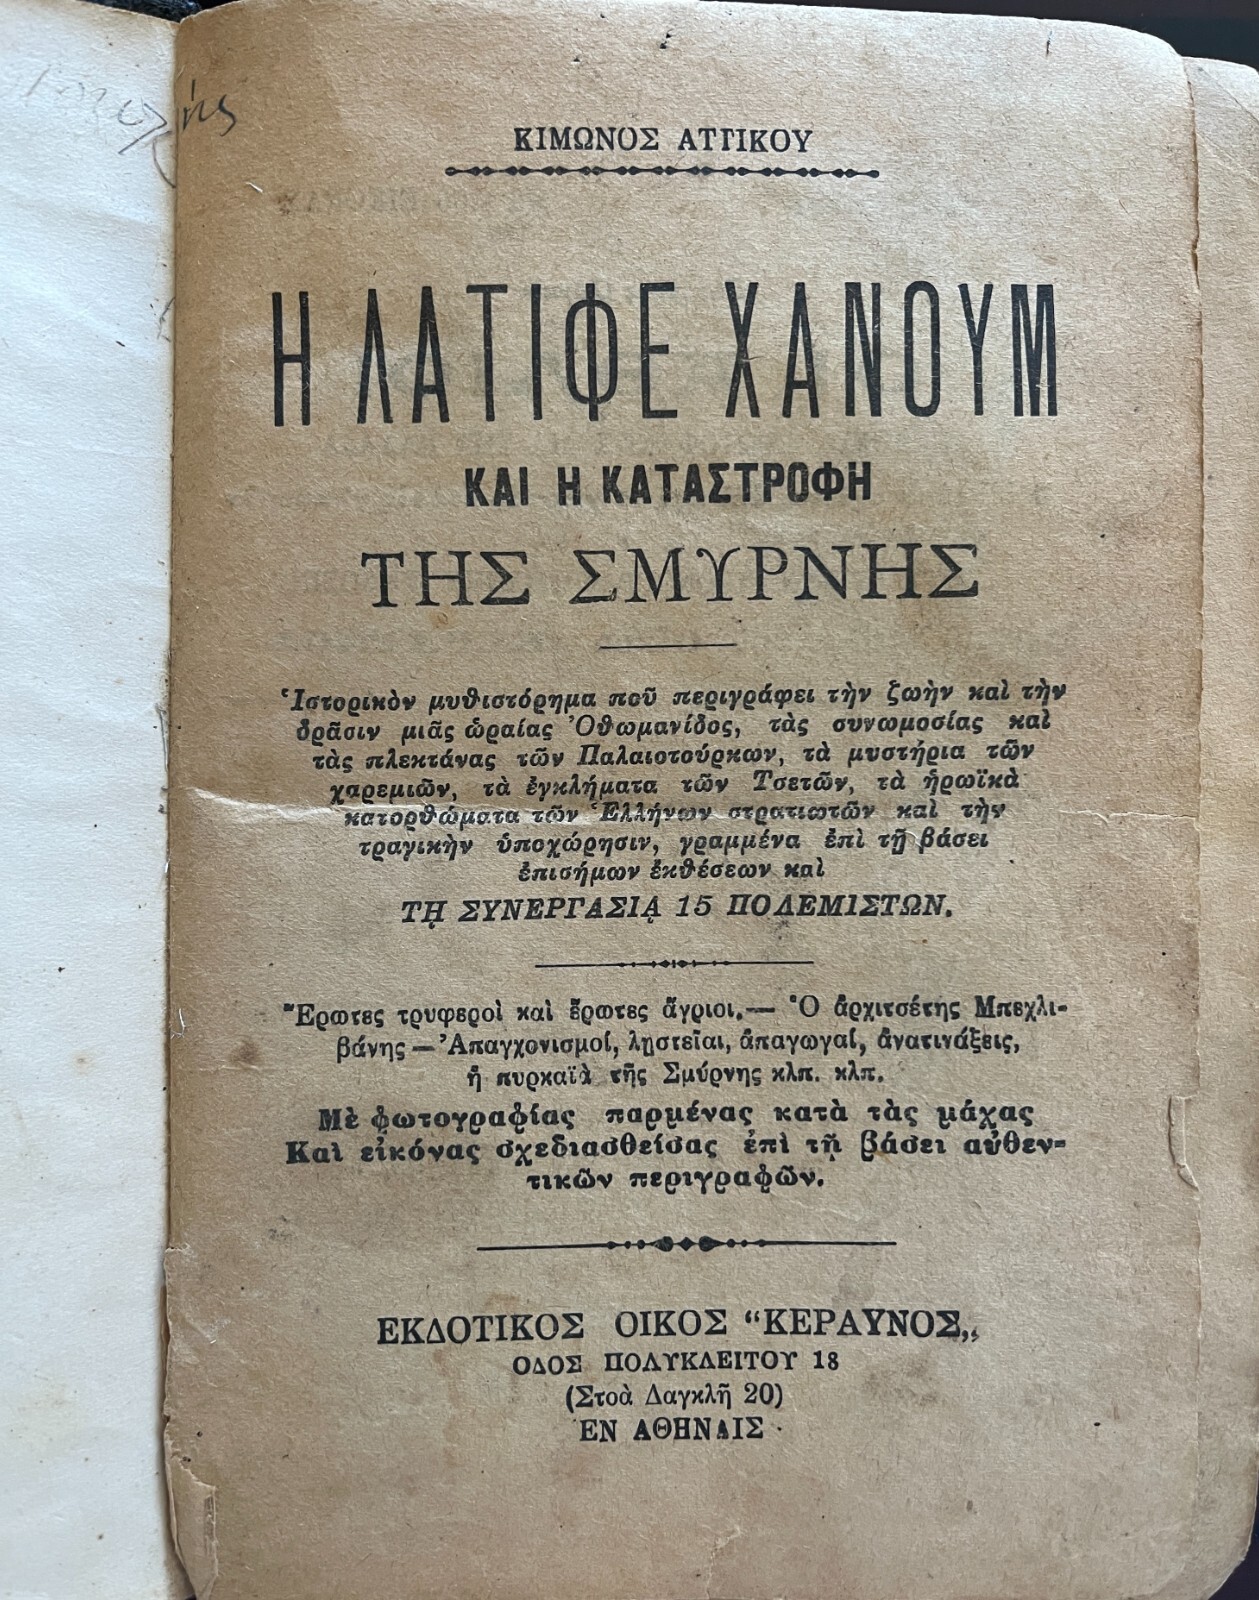 ΚΙΜΩΝΟΣ ΑΤΤΙΚΟΥ
Η ΛΑΤΙΦΕ ΧΑΝΟΥΜ
ΚΑΙ Η ΚΑΤΑΣΤΡΟΦΗ
ΤΗΣ ΣΜΥΡΝΗΣ
Ἱστορικὸν μυθιστόρημα ποῦ περιγράφει τὴν ζωὴν καὶ τὴν
δρᾶσιν μιᾶς ὡραίας Ὀθωμανίδος, τὰς συνωμοσίας καὶ
τὰς πλεκτάνας τῶν Παλαιοτούρκων, τὰ μυστήρια τῶν
χαρεμιῶν, τὰ ἐγκλήματα τῶν Τσετῶν, τὰ ἡρωϊκὰ
κατορθώματα τῶν Ἑλλήνων στρατιωτῶν καὶ τὴν
τραγικὴν ὑποχώρησιν, γραμμένα ἐπὶ τῇ βάσει
ἐπισήμων ἐκθέσεων καὶ
ΤΗ ΣΥΝΕΡΓΑΣΙᾼ 15 ΠΟΛΕΜΙΣΤΩΝ.
Ἔρωτες τρυφεροὶ καὶ ἔρωτες ἄγριοι.— Ὁ ἀρχιτσέτης Μπεχλι-
βάνης — Ἀπαγχονισμοί, λῃστεῖαι, ἀπαγωγαί, ἀνατινάξεις,
ἡ πυρκαϊὰ τῆς Σμύρνης κλπ. κλπ.
Μὲ φωτογραφίας παρμένας κατὰ τὰς μάχας
Καὶ εἰκόνας σχεδιασθείσας ἐπὶ τῇ βάσει αὐθεν-
τικῶν περιγραφῶν.
ΕΚΔΟΤΙΚΟΣ ΟΙΚΟΣ “ΚΕΡΑΥΝΟΣ„
ΟΔΟΣ ΠΟΛΥΚΛΕΙΤΟΥ 18
(Στοὰ Δαγκλῆ 20)
ἘΝ ΑΘΗΝΑΙΣ